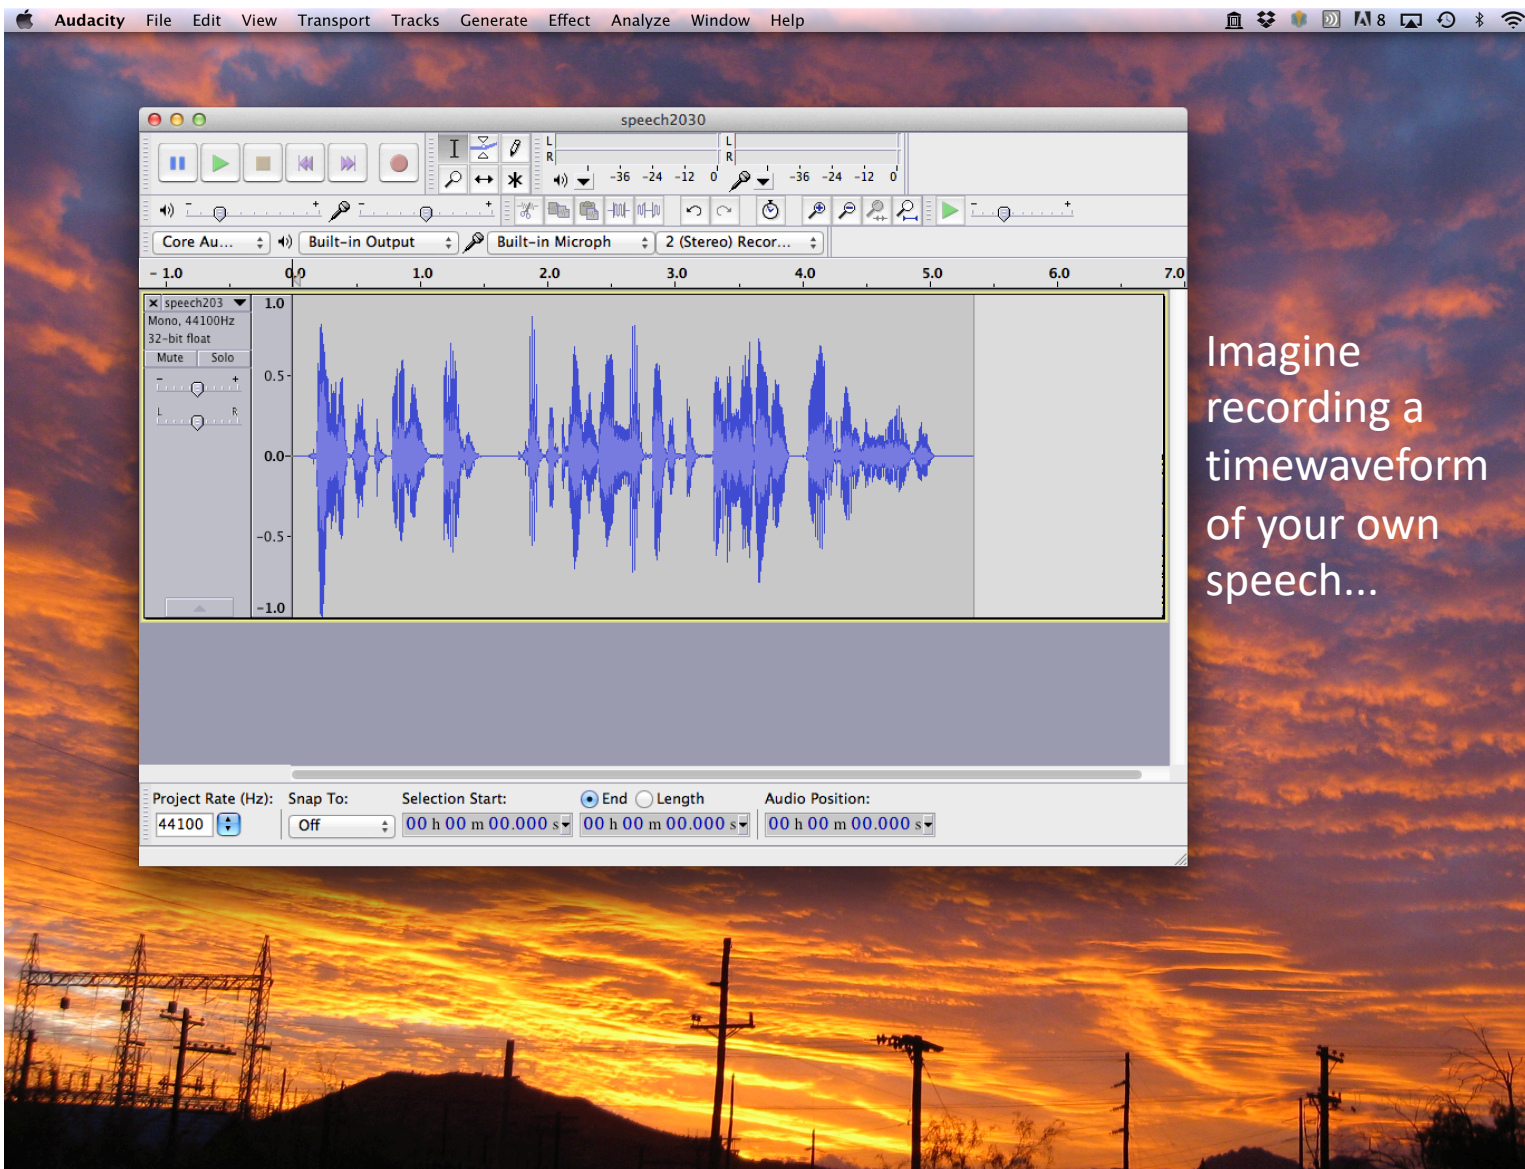 Audacity File Edit View Transport Tracks Generate Effect Analyze Window Help 8
speech2030
L L
R R
-36 -24 -12 0 -36 -24 -12 0
- + - + - +
Core Au... Built-in Output Built-in Microph 2 (Stereo) Recor...
- 1.0 0.0 1.0 2.0 3.0 4.0 5.0 6.0 7.0
speech203 1.0
Mono, 44100Hz
32-bit float
Mute Solo
- + 0.5
L R
0.0
-0.5
-1.0
Imagine
recording a
timewaveform
of your own
speech...
Project Rate (Hz): Snap To: Selection Start: End Length Audio Position:
44100 Off 00 h 00 m 00.000 s 00 h 00 m 00.000 s 00 h 00 m 00.000 s